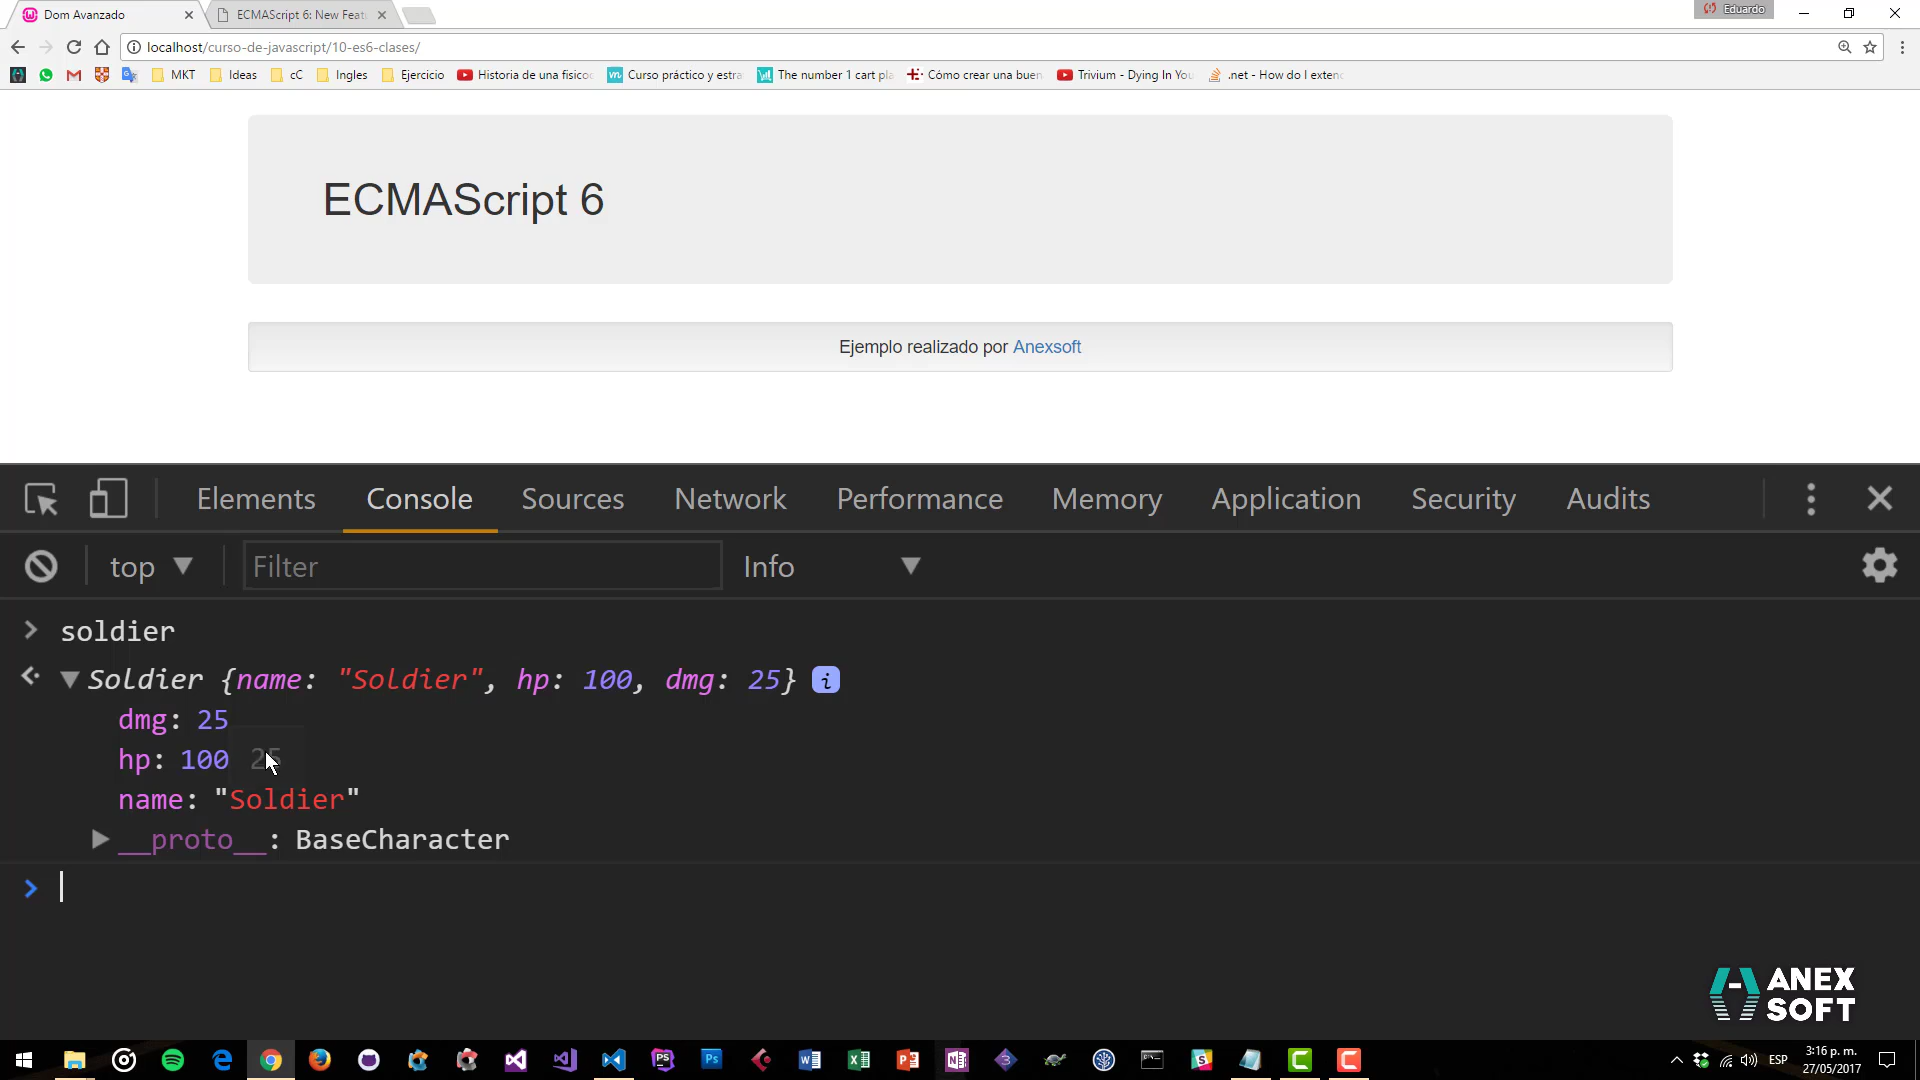 Dom Avanzado
ECMAScript 6: New Feat
Eduardo
localhost/curso-de-javascript/10-es6-clases/
MKT
Ideas
cC
Ingles
Ejercicio
Historia de una físico
Curso práctico y estra
The number 1 cart pla
Cómo crear una buen
Trivium - Dying In You
.net - How do I exten
ECMAScript 6
Ejemplo realizado por Anexsoft
Elements
Console
Sources
Network
Performance
Memory
Application
Security
Audits
top
Filter
Info
soldier
Soldier {name: "Soldier", hp: 100, dmg: 25}
dmg: 25
hp: 100
25
name: "Soldier"
__proto__: BaseCharacter
ANEX
SOFT
ESP
3:16 p. m.
27/05/2017